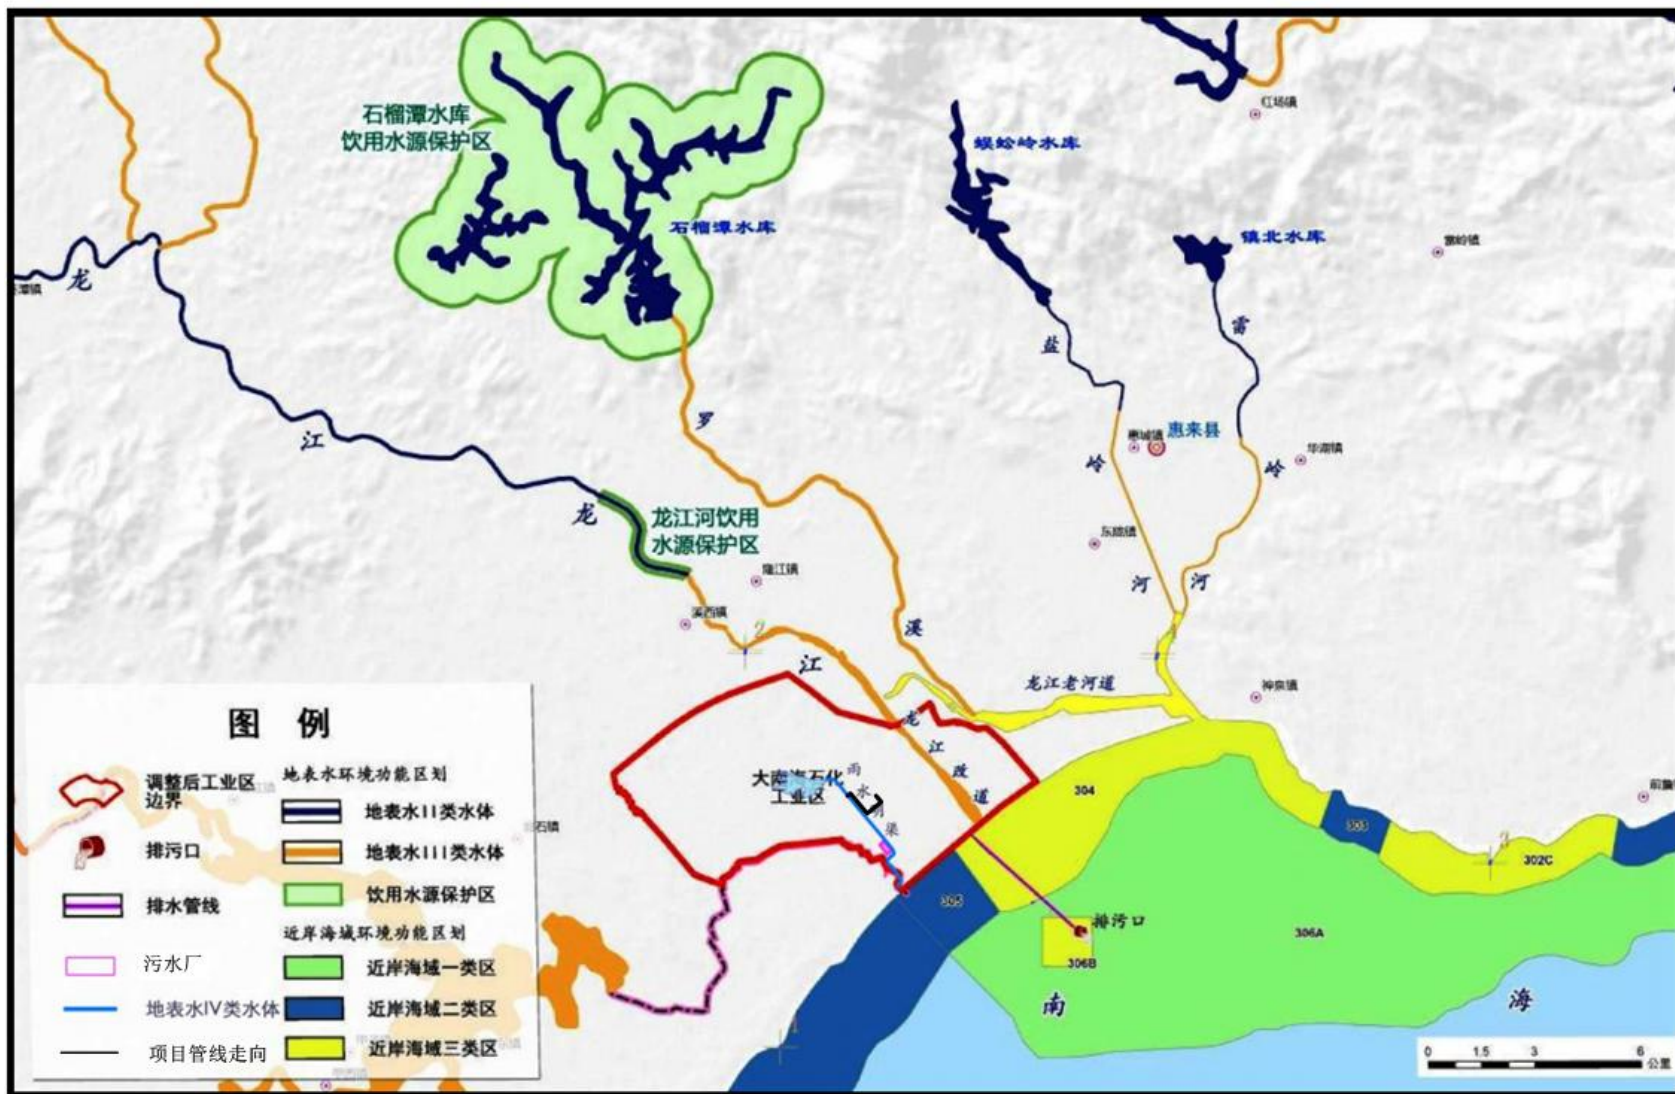 红场镇
石榴潭水库
饮用水源保护区
蜈蚣岭水库
石榴潭水库
镇北水库
龙
雷
盐
江
罗
惠城镇
惠来县
岭
岭
华湖镇
龙
龙江河饮用
水源保护区
东陇镇
隆江镇
河
河
溪西镇
溪
2
4
江
龙江老河道
神泉镇
龙
江
改
道
大南海石化
工业区
雨
水
明
渠
304
303
3
302C
305
排污口
306A
306B
南
海
1
图 例
调整后工业区
边界
排污口
排水管线
污水厂
地表水IV类水体
项目管线走向
地表水环境功能区划
地表水II类水体
地表水III类水体
饮用水源保护区
近岸海域环境功能区划
近岸海域一类区
近岸海域二类区
近岸海域三类区
0 1.5 3 6
公里